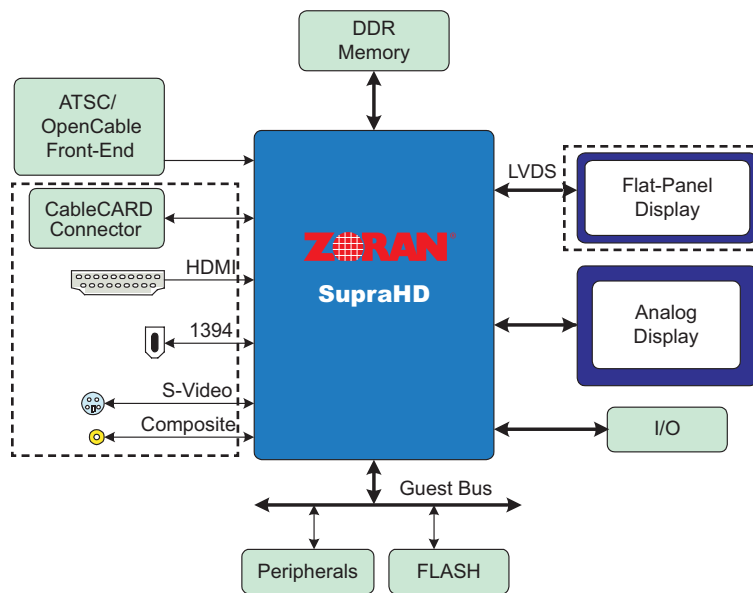 DDR
Memory
ATSC/
OpenCable
Front-End
CableCARD
Connector
HDMI
1394
S-Video
Composite
ZORAN®
SupraHD
LVDS
Flat-Panel
Display
Analog
Display
I/O
Guest Bus
Peripherals
FLASH